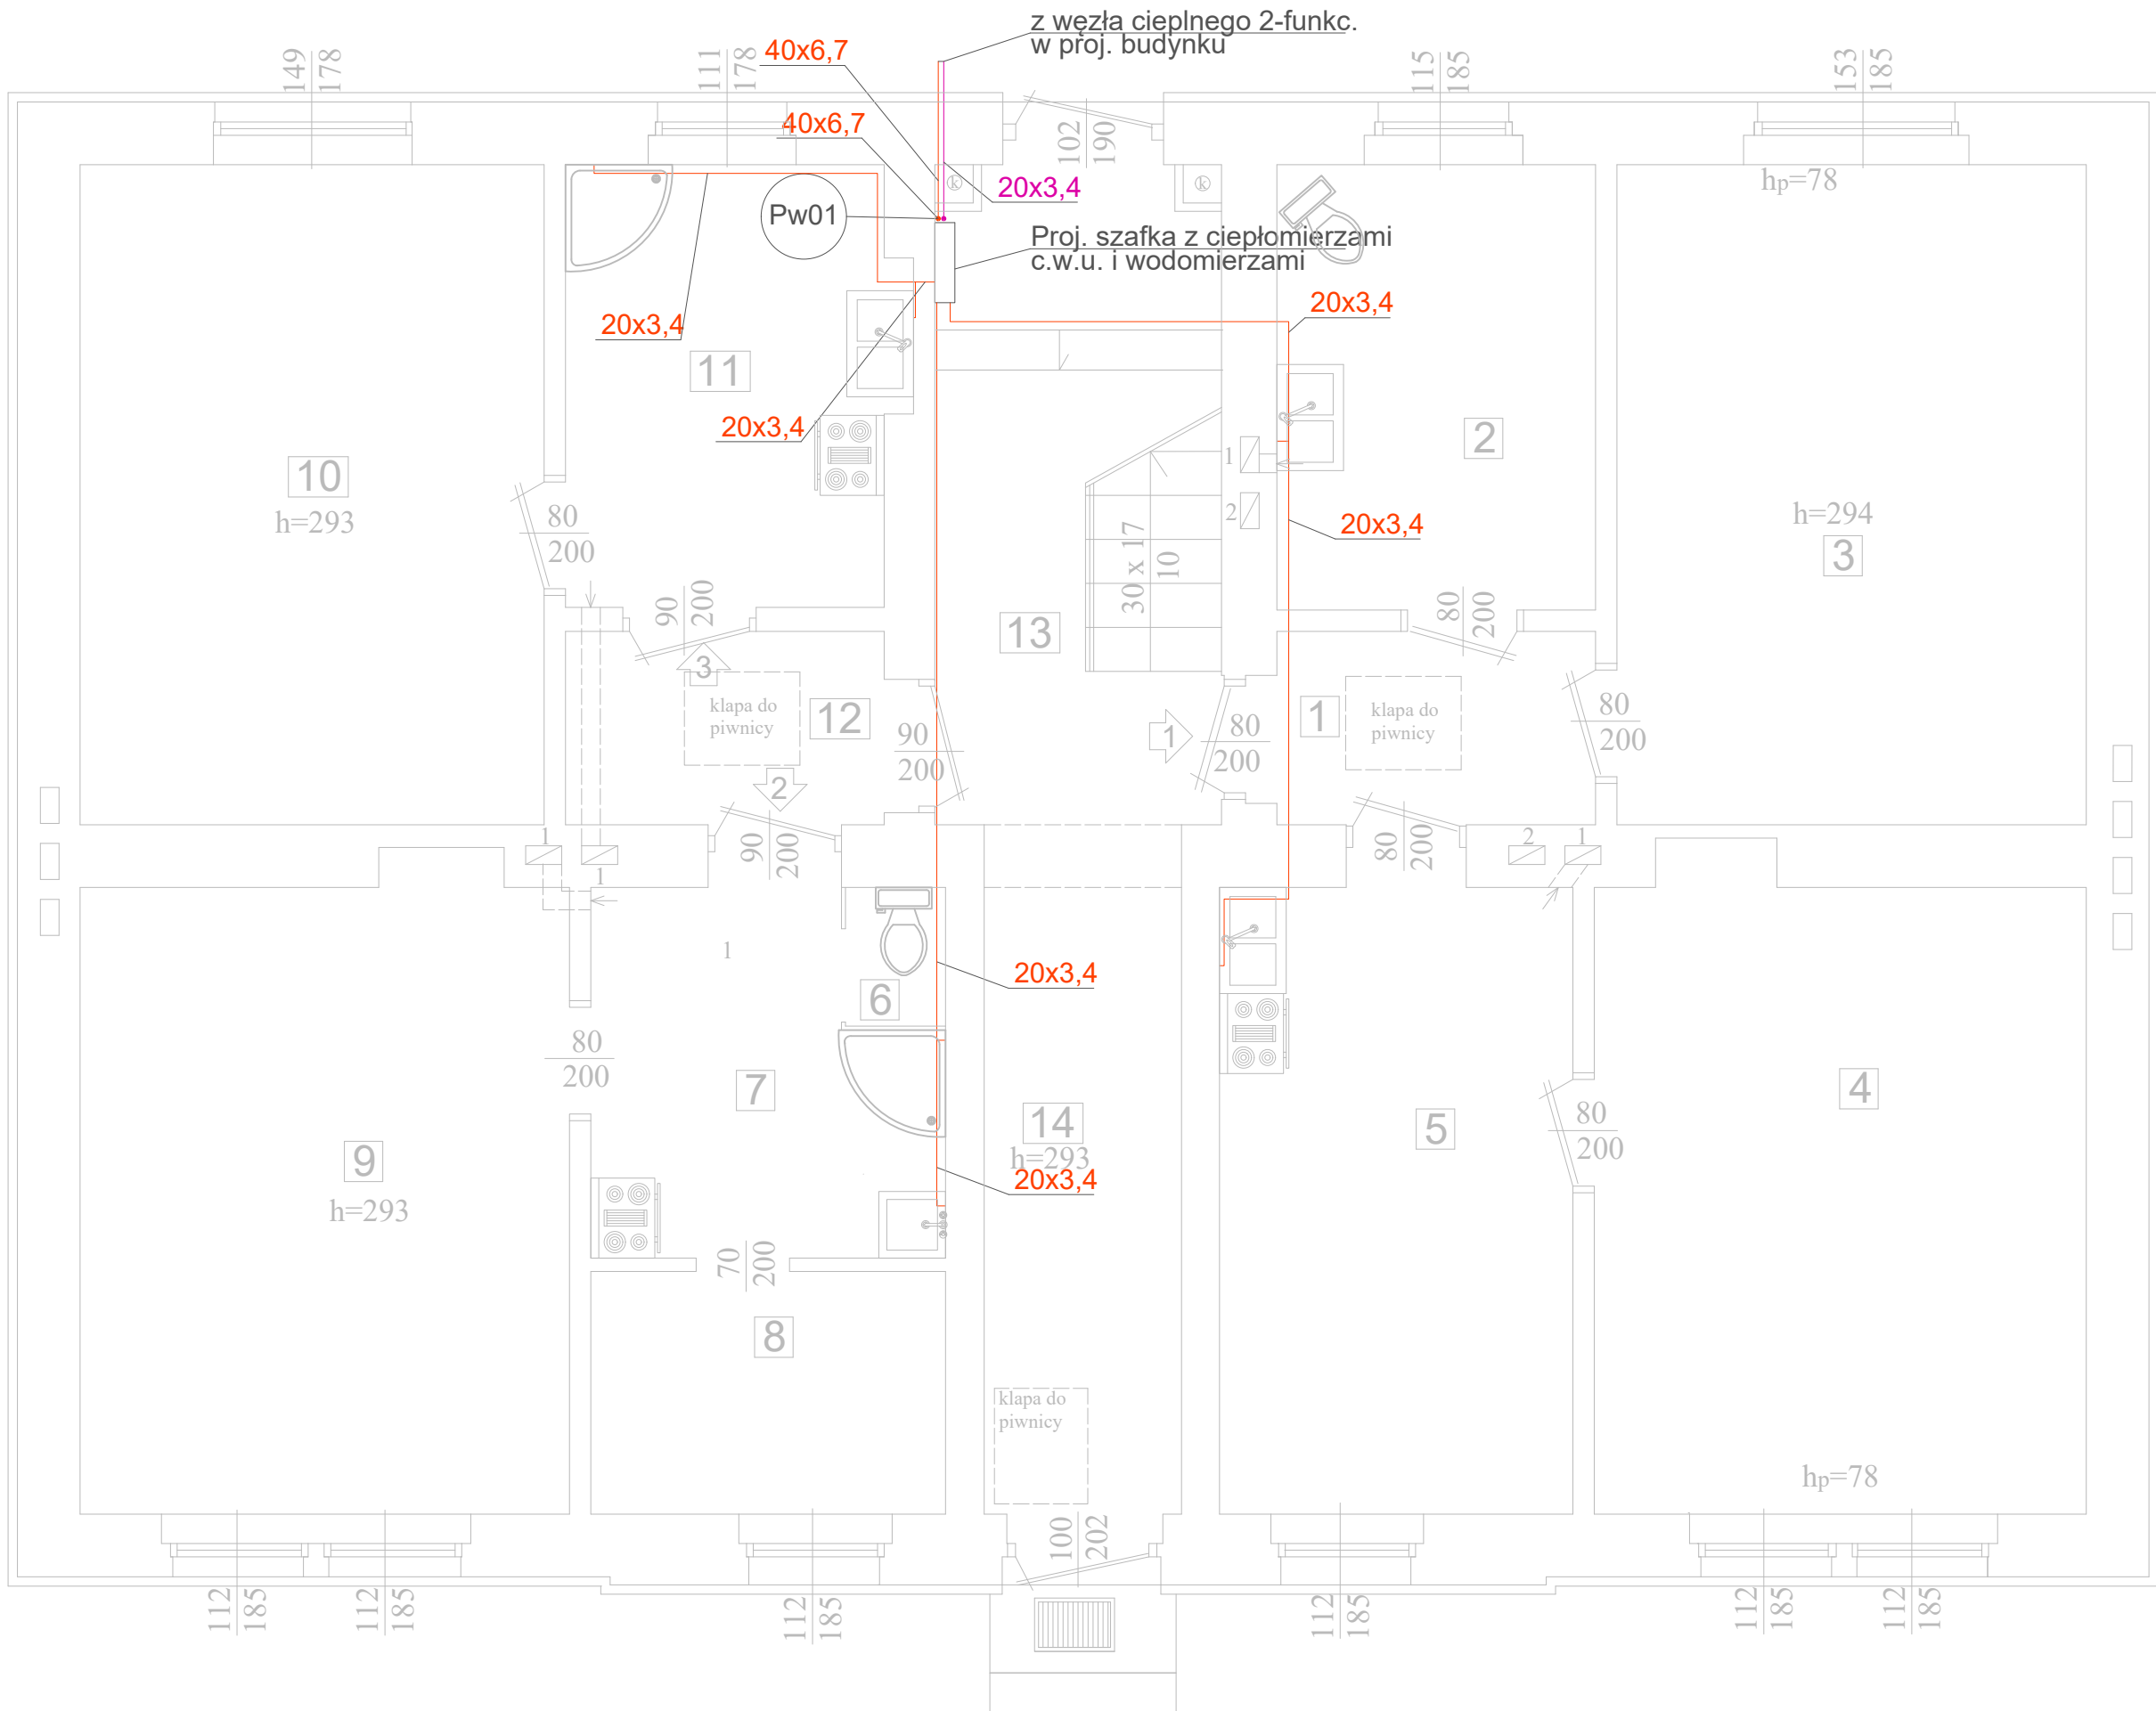 z węzła cieplnego 2-funkc.
w proj. budynku
40x6,7
149
178
111
178
115
185
153
185
40x6,7
102
190
k
k
20x3,4
hp=78
Pw01
Proj. szafka z ciepłomierzami
c.w.u. i wodomierzami
20x3,4
20x3,4
11
20x3,4
2
1
10
h=293
80
200
2
20x3,4
h=294
3
30 x 17
10
90
200
13
80
200
3
klapa do
piwnicy
12
90
200
1
80
200
1
klapa do
piwnicy
80
200
2
90
200
80
200
1
1
2
1
1
20x3,4
6
80
200
7
4
14
h=293
20x3,4
5
80
200
9
h=293
70
200
8
klapa do
piwnicy
hp=78
100
202
112
185
112
185
112
185
112
185
112
185
112
185